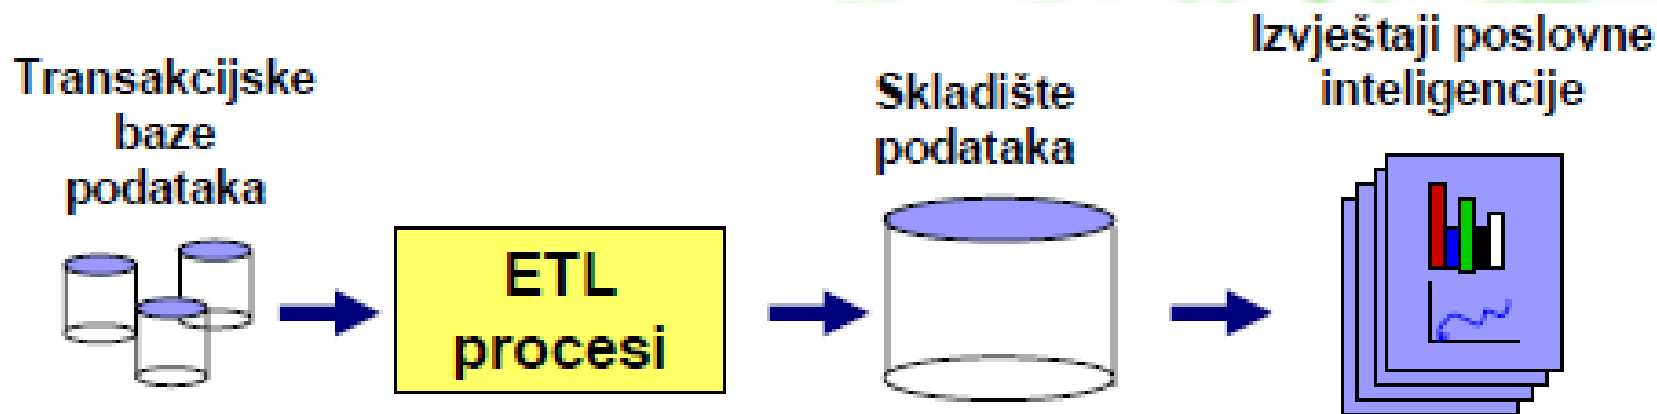 Transakcijske
baze
podataka
ETL
procesi
Skladište
podataka
Izvještaji poslovne
inteligencije